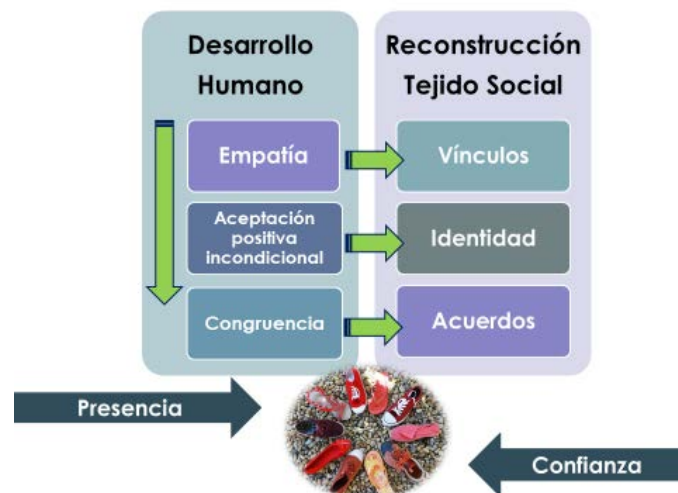 Desarrollo
Humano
Empatía
Aceptación
positiva
incondicional
Congruencia
Reconstrucción
Tejido Social
Vínculos
Identidad
Acuerdos
Presencia
Confianza